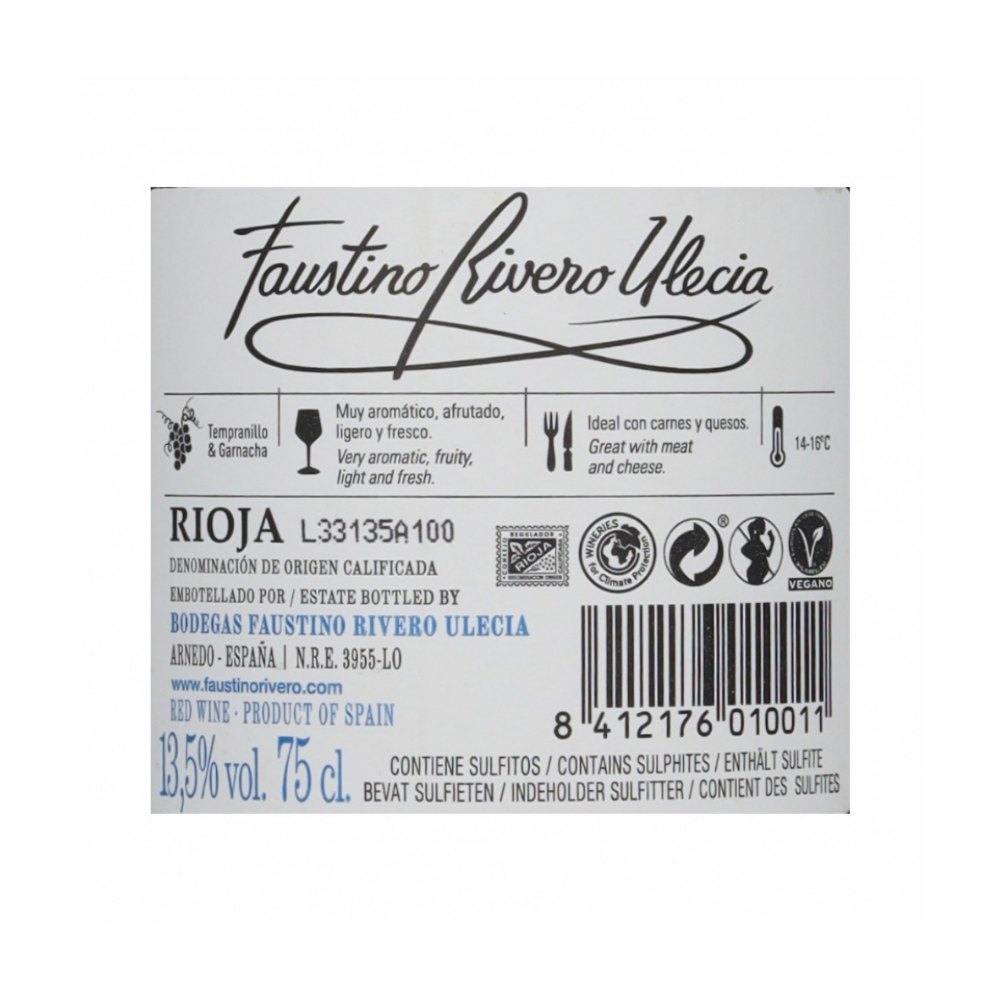 Faustino Rivero Ulecia
Tempranillo
& Garnacha
Muy aromático, afrutado,
ligero y fresco.
Very aromatic, fruity,
light and fresh.
Ideal con carnes y quesos.
Great with meat
and cheese.
14-16ºC
RIOJA L33135A100
DENOMINACIÓN DE ORIGEN CALIFICADA
EMBOTELLADO POR / ESTATE BOTTLED BY
BODEGAS FAUSTINO RIVERO ULECIA
ARNEDO - ESPAÑA | N.R.E. 3955-LO
www.faustinorivero.com
RED WINE · PRODUCT OF SPAIN
13,5% vol. 75 cl.
REGULADOR
RIOJA
WINERIES
for Climate Protection
®
V
VEGANO
8 412176 010011
CONTIENE SULFITOS / CONTAINS SULPHITES / ENTHÄLT SULFITE
BEVAT SULFIETEN / INDEHOLDER SULFITTER / CONTIENT DES SULFITES